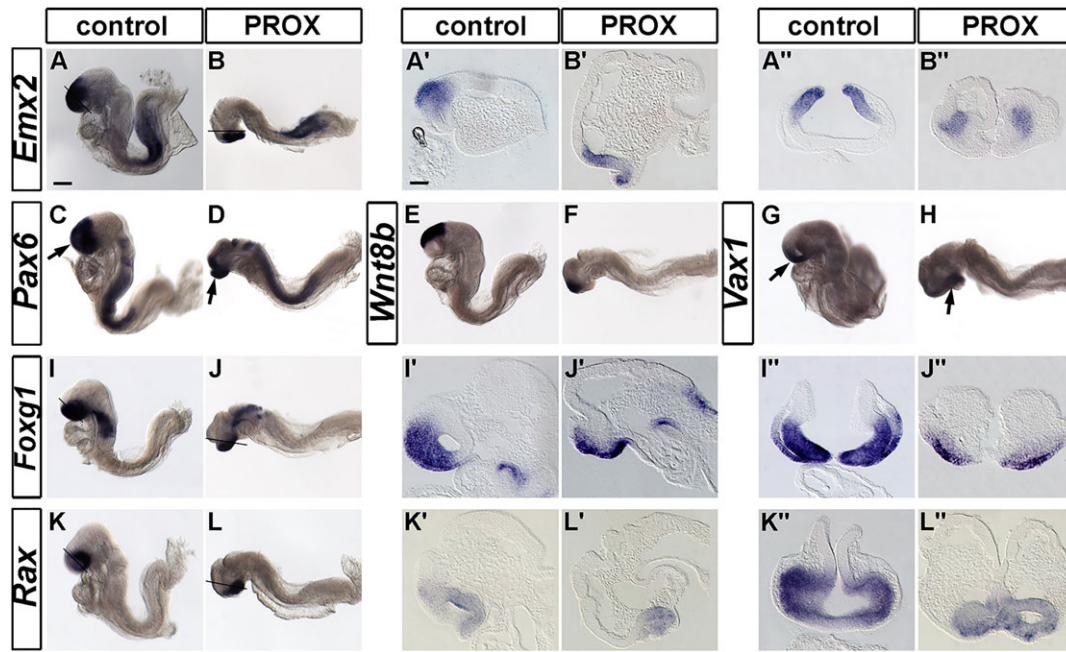 control PROX control PROX control PROX
Emx2 A B A' B' A'' B''
Pax6 C D Wnt8b E F Vax1 G H
Foxg1 I J I' J' I'' J''
Rax K L K' L' K'' L''